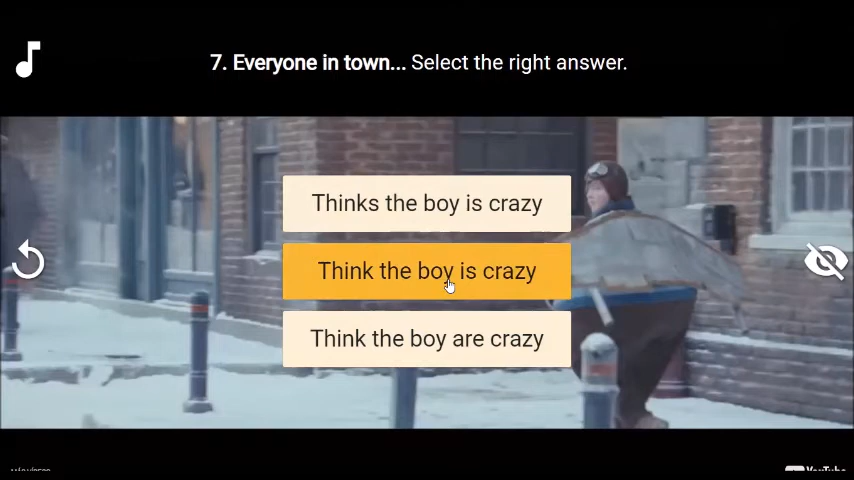 7. Everyone in town... Select the right answer.
Thinks the boy is crazy
Think the boy is crazy
Think the boy are crazy
YouTube